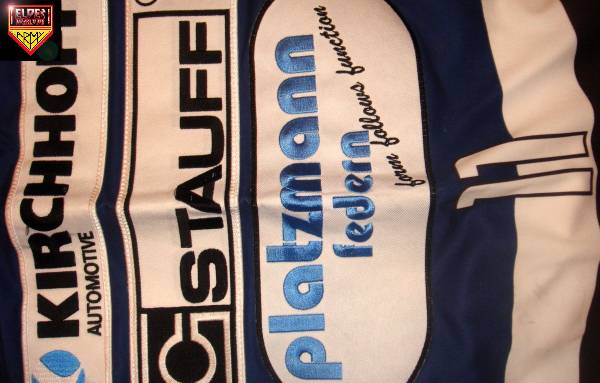 KIRCHHOFF
AUTOMOTIVE
STAUFF
platzmann
federn
form follows function
11